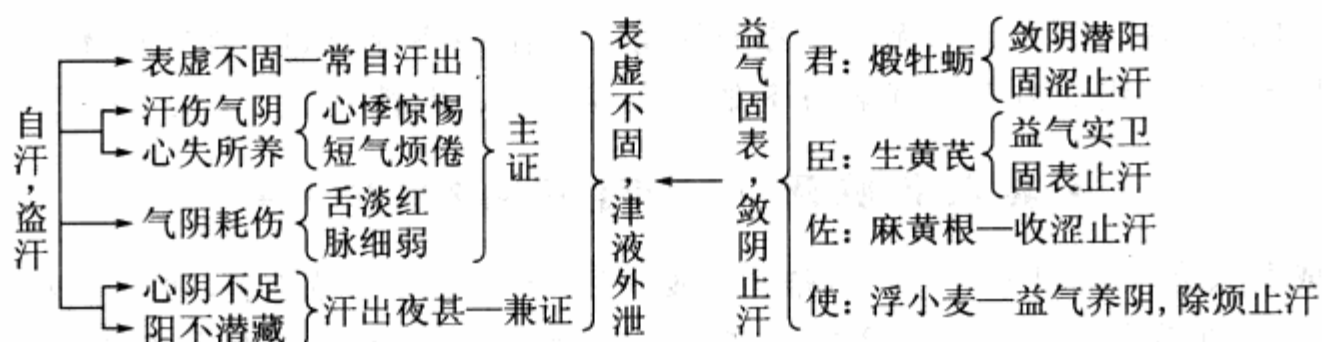 自汗，盗汗
表虚不固—常自汗出
汗伤气阴
心失所养
心悸惊惕
短气烦倦
气阴耗伤
舌淡红
脉细弱
主证
心阴不足
阳不潜藏
汗出夜甚—兼证
表虚不固，津液外泄
益气固表，敛阴止汗
君：煅牡蛎
敛阴潜阳
固涩止汗
臣：生黄芪
益气实卫
固表止汗
佐：麻黄根—收涩止汗
使：浮小麦—益气养阴，除烦止汗